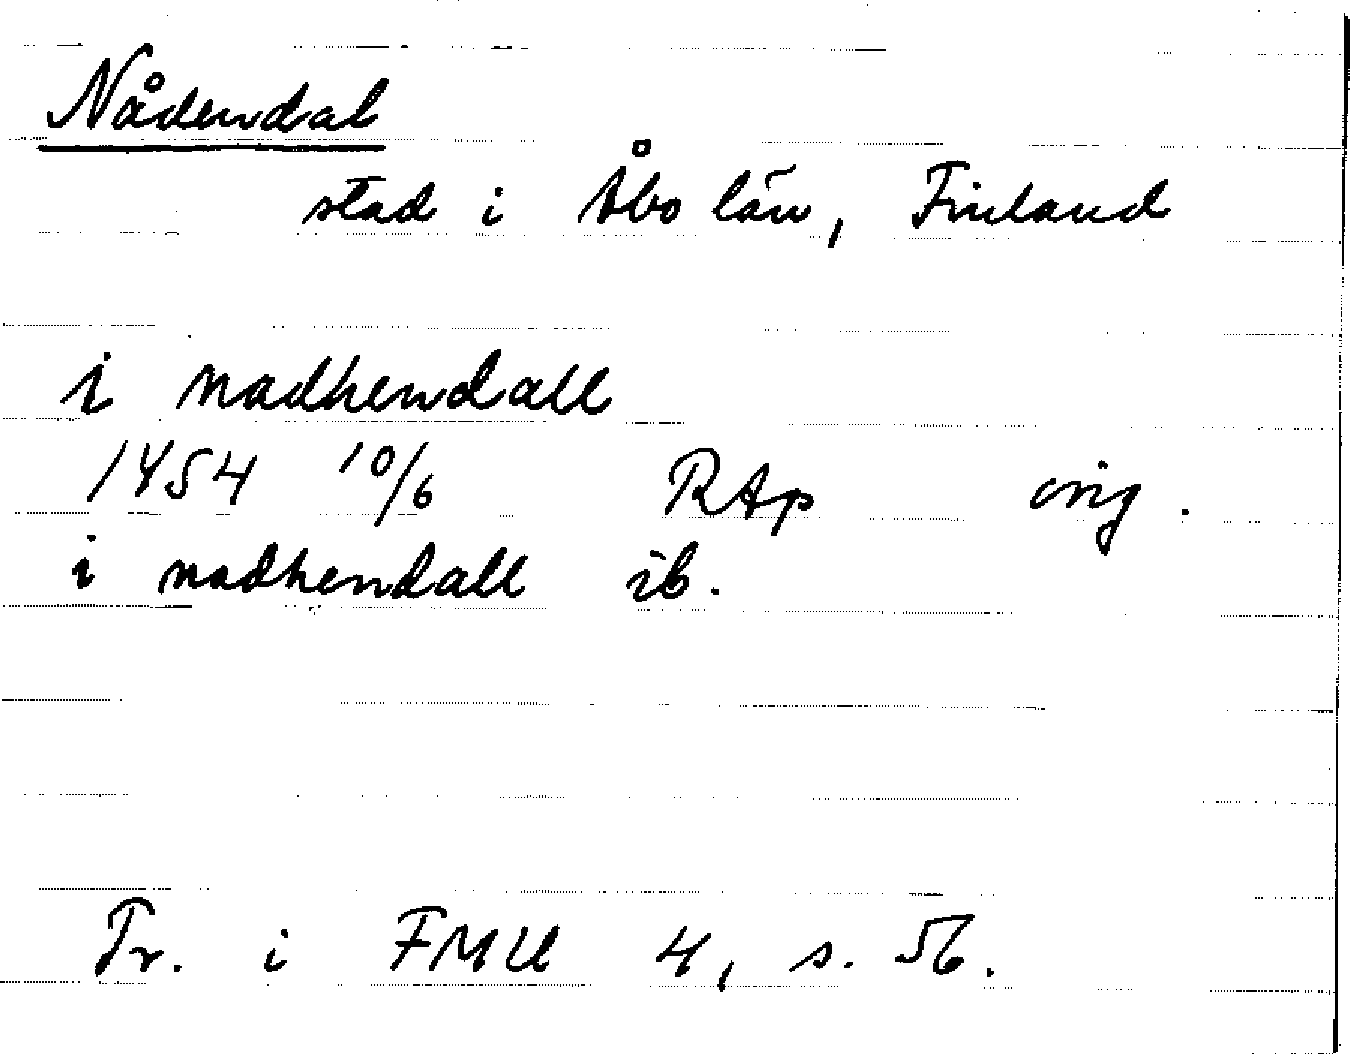 Nådendal
stad i Åbo län, Finland
i nadhendall
1454 10/6 RAp orig.
i nadhendall ib.
Tr. i FMU 4, s. 56.